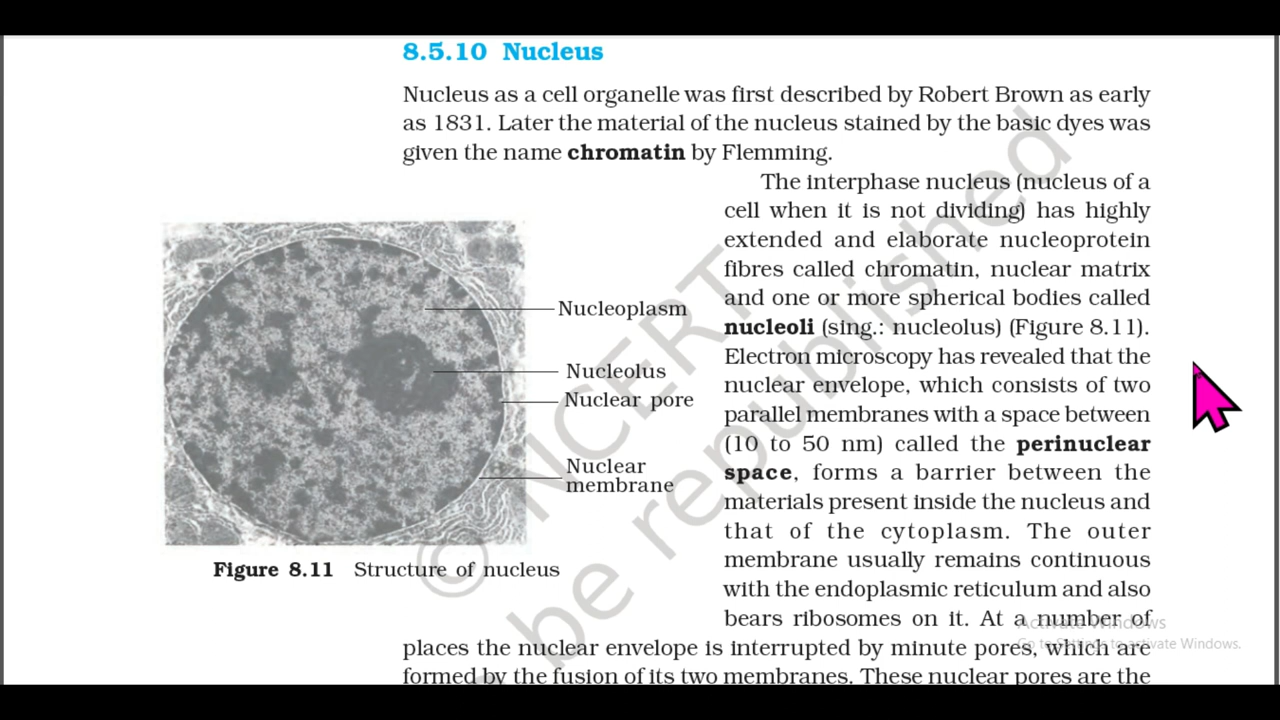 8.5.10 Nucleus
Nucleus as a cell organelle was first described by Robert Brown as early
as 1831. Later the material of the nucleus stained by the basic dyes was
given the name chromatin by Flemming.
The interphase nucleus (nucleus of a
cell when it is not dividing) has highly
extended and elaborate nucleoprotein
fibres called chromatin, nuclear matrix
and one or more spherical bodies called
nucleoli (sing.: nucleolus) (Figure 8.11).
Electron microscopy has revealed that the
nuclear envelope, which consists of two
parallel membranes with a space between
(10 to 50 nm) called the perinuclear
space, forms a barrier between the
materials present inside the nucleus and
that of the cytoplasm. The outer
membrane usually remains continuous
with the endoplasmic reticulum and also
bears ribosomes on it. At a number of
places the nuclear envelope is interrupted by minute pores, which are
formed by the fusion of its two membranes. These nuclear pores are the
Nucleoplasm
Nucleolus
Nuclear pore
Nuclear
membrane
Figure 8.11 Structure of nucleus
© NCERT
be republished
Activate Windows
Go to Settings to activate Windows.